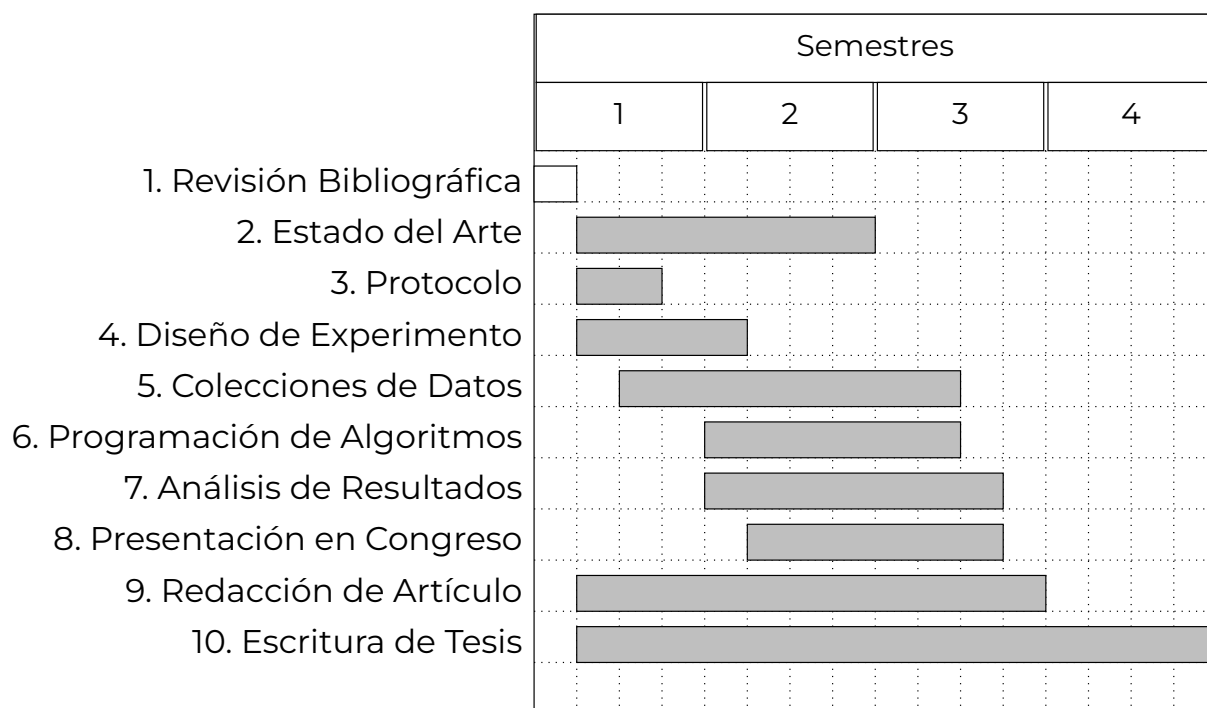 Semestres
1 2 3 4
1. Revisión Bibliográfica
2. Estado del Arte
3. Protocolo
4. Diseño de Experimento
5. Colecciones de Datos
6. Programación de Algoritmos
7. Análisis de Resultados
8. Presentación en Congreso
9. Redacción de Artículo
10. Escritura de Tesis